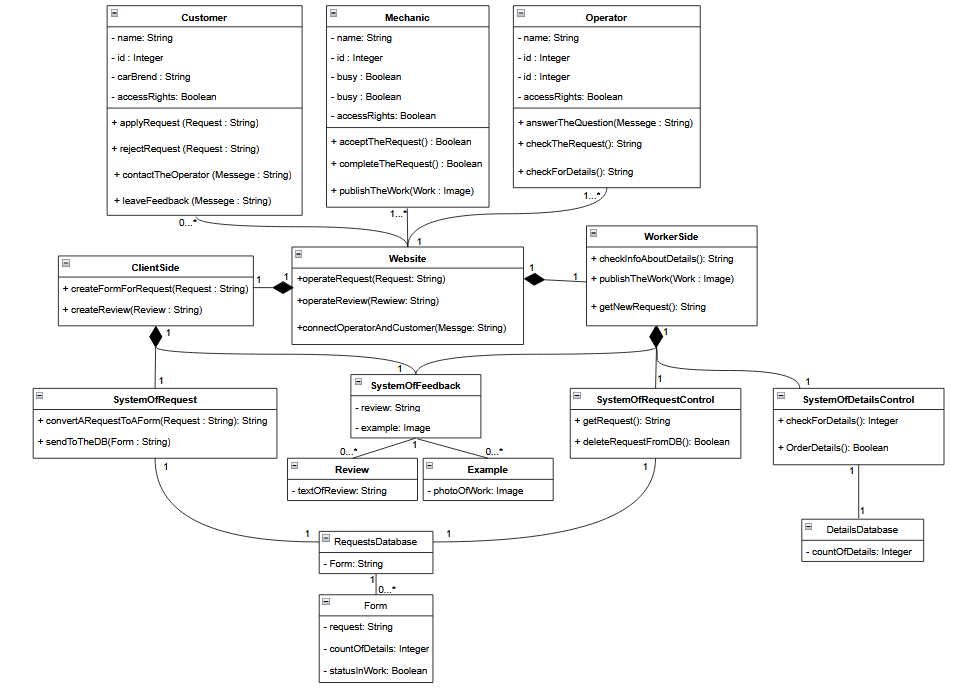 Customer
- name: String
- id : Integer
- carBrend : String
- accessRights: Boolean
+ applyRequest (Request : String)
+ rejectRequest (Request : String)
+ contactTheOperator (Messege : String)
+ leaveFeedback (Messege : String)
0...*
Mechanic
- name: String
- id : Integer
- busy : Boolean
- busy : Boolean
- accessRights: Boolean
+ acceptTheRequest() : Boolean
+ completeTheRequest() : Boolean
+ publishTheWork(Work : Image)
1...*
Operator
- name: String
- id : Integer
- id : Integer
- accessRights: Boolean
+ answerTheQuestion(Messege : String)
+ checkTheRequest(): String
+ checkForDetails(): String
1...*
1
ClientSide
+ createFormForRequest(Request : String)
+ createReview(Review : String)
1
1
1
Website
+operateRequest(Request: String)
+operateReview(Rewiew: String)
+connectOperatorAndCustomer(Messge: String)
1
1
WorkerSide
+ checkInfoAboutDetails(): String
+ publishTheWork(Work : Image)
+ getNewRequest(): String
1
1
SystemOfRequest
+ convertARequestToAForm(Request : String): String
+ sendToTheDB(Form : String)
1
1
SystemOfFeedback
- review: String
- example: Image
1
0...*
0...*
Review
- textOfReview: String
Example
- photoOfWork: Image
1
SystemOfRequestControl
+ getRequest(): String
+ deleteRequestFromDB(): Boolean
1
1
SystemOfDetailsControl
+ checkForDetails(): Integer
+ OrderDetails(): Boolean
1
1
DetailsDatabase
- countOfDetails: Integer
1
1
RequestsDatabase
- Form: String
1
0...*
Form
- request: String
- countOfDetails: Integer
- statusInWork: Boolean